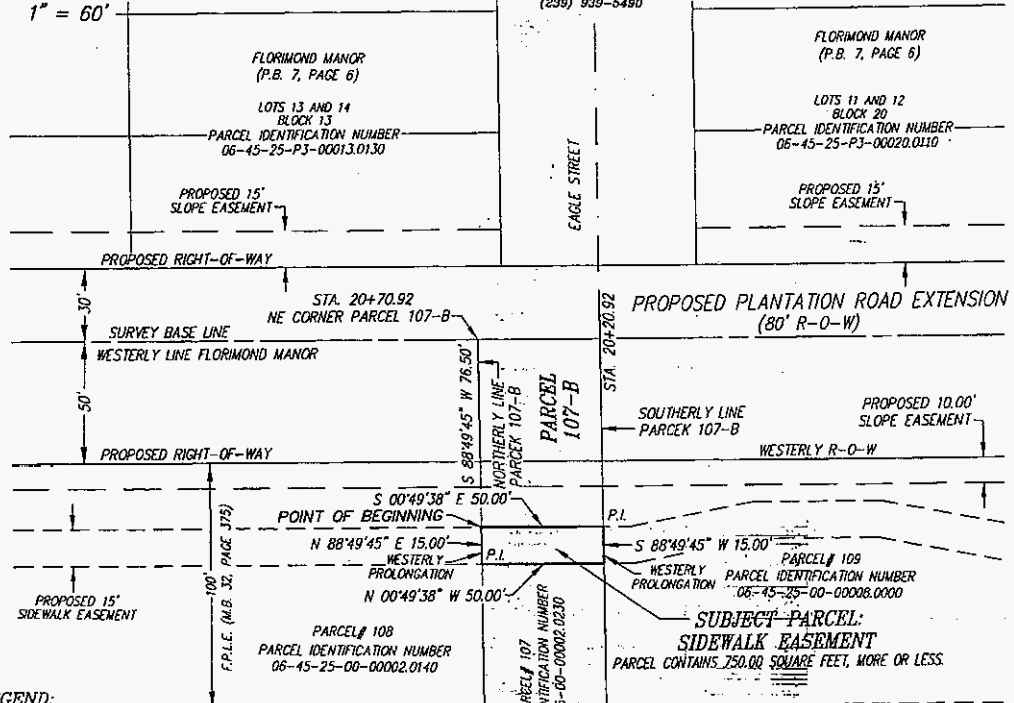 1" = 60'
(239) 939-5490
FLORIMOND MANOR
(P.B. 7, PAGE 6)
LOTS 13 AND 14
BLOCK 13
PARCEL IDENTIFICATION NUMBER
06-45-25-P3-00013.0130
FLORIMOND MANOR
(P.B. 7, PAGE 6)
LOTS 11 AND 12
BLOCK 20
PARCEL IDENTIFICATION NUMBER
06-45-25-P3-00020.0110
EAGLE STREET
PROPOSED 15'
SLOPE EASEMENT
PROPOSED 15'
SLOPE EASEMENT
PROPOSED RIGHT-OF-WAY
30'
STA. 20+70.92
NE CORNER PARCEL 107-B
STA. 20+20.92
PROPOSED PLANTATION ROAD EXTENSION
(80' R-O-W)
SURVEY BASE LINE
WESTERLY LINE FLORIMOND MANOR
50'
S 88°49'45" W 76.50'
NORTHERLY LINE
PARCEK 107-B
PARCEL
107-B
SOUTHERLY LINE
PARCEK 107-B
PROPOSED 10.00'
SLOPE EASEMENT
PROPOSED RIGHT-OF-WAY
WESTERLY R-O-W
S 00°49'38" E 50.00'
POINT OF BEGINNING
P.I.
N 88°49'45" E 15.00'
P.I.
S 88°49'45" W 15.00'
WESTERLY
PROLONGATION
WESTERLY
PROLONGATION
N 00°49'38" W 50.00'
PARCEL# 109
PARCEL IDENTIFICATION NUMBER
06-45-25-00-00008.0000
PROPOSED 15'
SIDEWALK EASEMENT
100'
F.P.L.E. (M.B. 32, PAGE 375)
PARCEL# 108
PARCEL IDENTIFICATION NUMBER
06-45-25-00-00002.0140
RCEL# 107
NTIFICATION NUMBER
5-00-00002.0230
SUBJECT PARCEL:
SIDEWALK EASEMENT
PARCEL CONTAINS 750.00 SQUARE FEET, MORE OR LESS.
GEND: